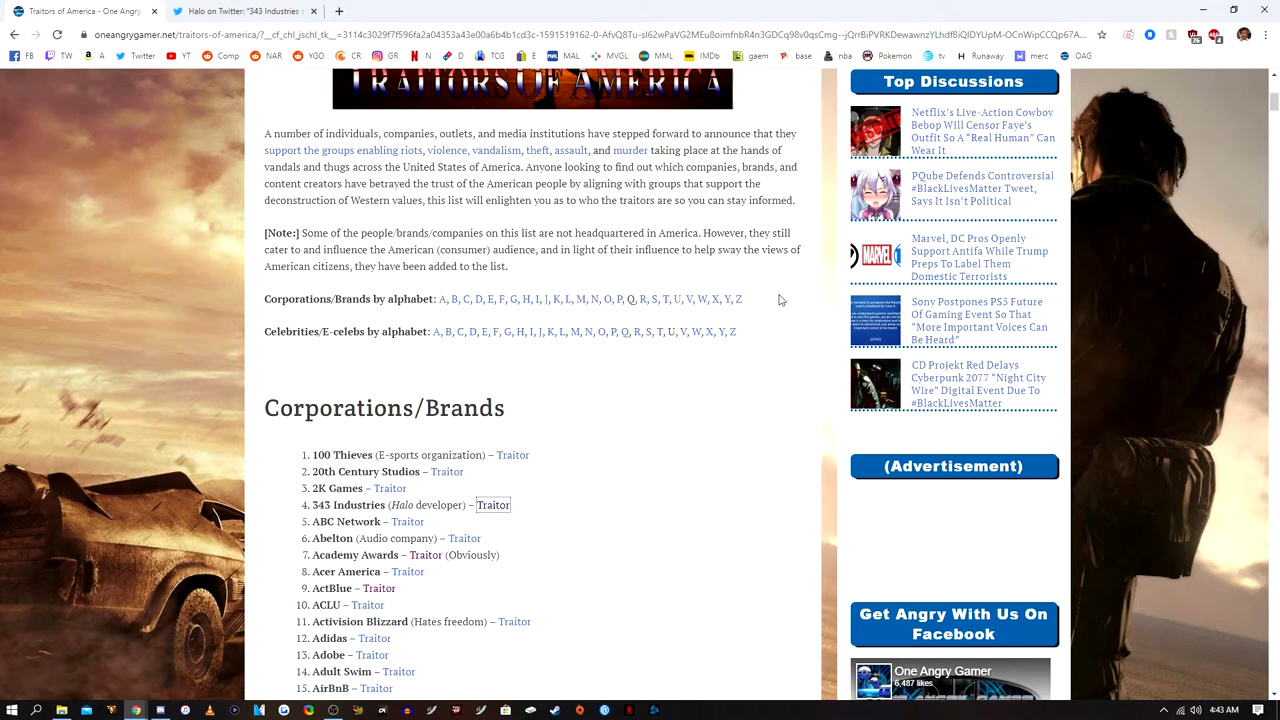 Traitors of America - One Angry
Halo on Twitter: "343 Industries s
oneangrygamer.net/traitors-of-america/?__cf_chl_jschl_tk__=3114c3029f7f596fa2a04353a43e00a6b4b1cd3c-1591519162-0-
FB
TW
A
Twitter
YT
Comp
NAR
YGO
CR
GR
N
D
TCG
E
MAL
MVGL
MML
IMDb
gaem
base
nba
Pokemon
tv
Runaway
merc
OAG
TRAITORS OF AMERICA
A number of individuals, companies, outlets, and media institutions have stepped forward to announce that they
support the groups enabling riots, violence, vandalism, theft, assault, and murder taking place at the hands of
vandals and thugs across the United States of America. Anyone looking to find out which companies, brands, and
content creators have betrayed the trust of the American people by aligning with groups that support the
deconstruction of Western values, this list will enlighten you as to who the traitors are so you can stay informed.
[Note:] Some of the people/brands/companies on this list are not headquartered in America. However, they still
cater to and influence the American (consumer) audience, and in light of their influence to help sway the views of
American citizens, they have been added to the list.
Corporations/Brands by alphabet: A, B, C, D, E, F, G, H, I, J, K, L, M, N, O, P, Q, R, S, T, U, V, W, X, Y, Z
Celebrities/E-celebs by alphabet: A, B, C, D, E, F, G, H, I, J, K, L, M, N, O, P, Q, R, S, T, U, V, W, X, Y, Z
Corporations/Brands
1. 100 Thieves (E-sports organization) – Traitor
2. 20th Century Studios – Traitor
3. 2K Games – Traitor
4. 343 Industries (Halo developer) – Traitor
5. ABC Network – Traitor
6. Abelton (Audio company) – Traitor
7. Academy Awards – Traitor (Obviously)
8. Acer America – Traitor
9. ActBlue – Traitor
10. ACLU – Traitor
11. Activision Blizzard (Hates freedom) – Traitor
12. Adidas – Traitor
13. Adobe – Traitor
14. Adult Swim – Traitor
15. AirBnB – Traitor
Top Discussions
Netflix's Live-Action Cowboy
Bebop Will Censor Faye's
Outfit So A "Real Human" Can
Wear It
PQube Defends Controversial
#BlackLivesMatter Tweet,
Says It Isn't Political
MARVEL
Marvel, DC Pros Openly
Support Antifa While Trump
Preps To Label Them
Domestic Terrorists
Sony Postpones PS5 Future
Of Gaming Event So That
"More Important Voices Can
Be Heard"
CD Projekt Red Delays
Cyberpunk 2077 "Night City
Wire" Digital Event Due To
#BlackLivesMatter
(Advertisement)
Get Angry With Us On
Facebook
One Angry Gamer
6,487 likes
4:43 AM